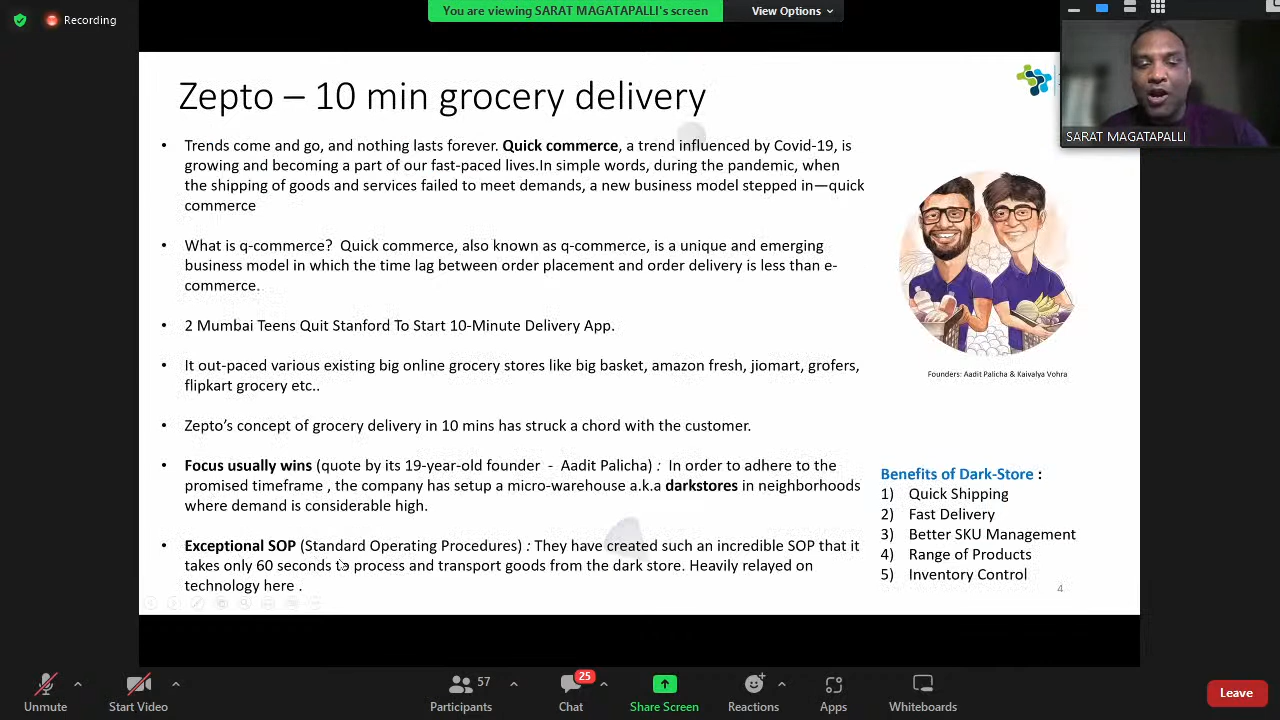 Recording
You are viewing SARAT MAGATAPALLI's screen
View Options
SARAT MAGATAPALLI
Zepto – 10 min grocery delivery
• Trends come and go, and nothing lasts forever. Quick commerce, a trend influenced by Covid-19, is
growing and becoming a part of our fast-paced lives.In simple words, during the pandemic, when
the shipping of goods and services failed to meet demands, a new business model stepped in—quick
commerce
• What is q-commerce? Quick commerce, also known as q-commerce, is a unique and emerging
business model in which the time lag between order placement and order delivery is less than e-
commerce.
• 2 Mumbai Teens Quit Stanford To Start 10-Minute Delivery App.
• It out-paced various existing big online grocery stores like big basket, amazon fresh, jiomart, grofers,
flipkart grocery etc..
• Zepto's concept of grocery delivery in 10 mins has struck a chord with the customer.
• Focus usually wins (quote by its 19-year-old founder - Aadit Palicha) : In order to adhere to the
promised timeframe , the company has setup a micro-warehouse a.k.a darkstores in neighborhoods
where demand is considerable high.
• Exceptional SOP (Standard Operating Procedures) : They have created such an incredible SOP that it
takes only 60 seconds to process and transport goods from the dark store. Heavily relayed on
technology here .
Founders: Aadit Palicha & Kaivalya Vohra
Benefits of Dark-Store :
1) Quick Shipping
2) Fast Delivery
3) Better SKU Management
4) Range of Products
5) Inventory Control
4
Unmute
Start Video
57
Participants
25
Chat
Share Screen
Reactions
Apps
Whiteboards
Leave